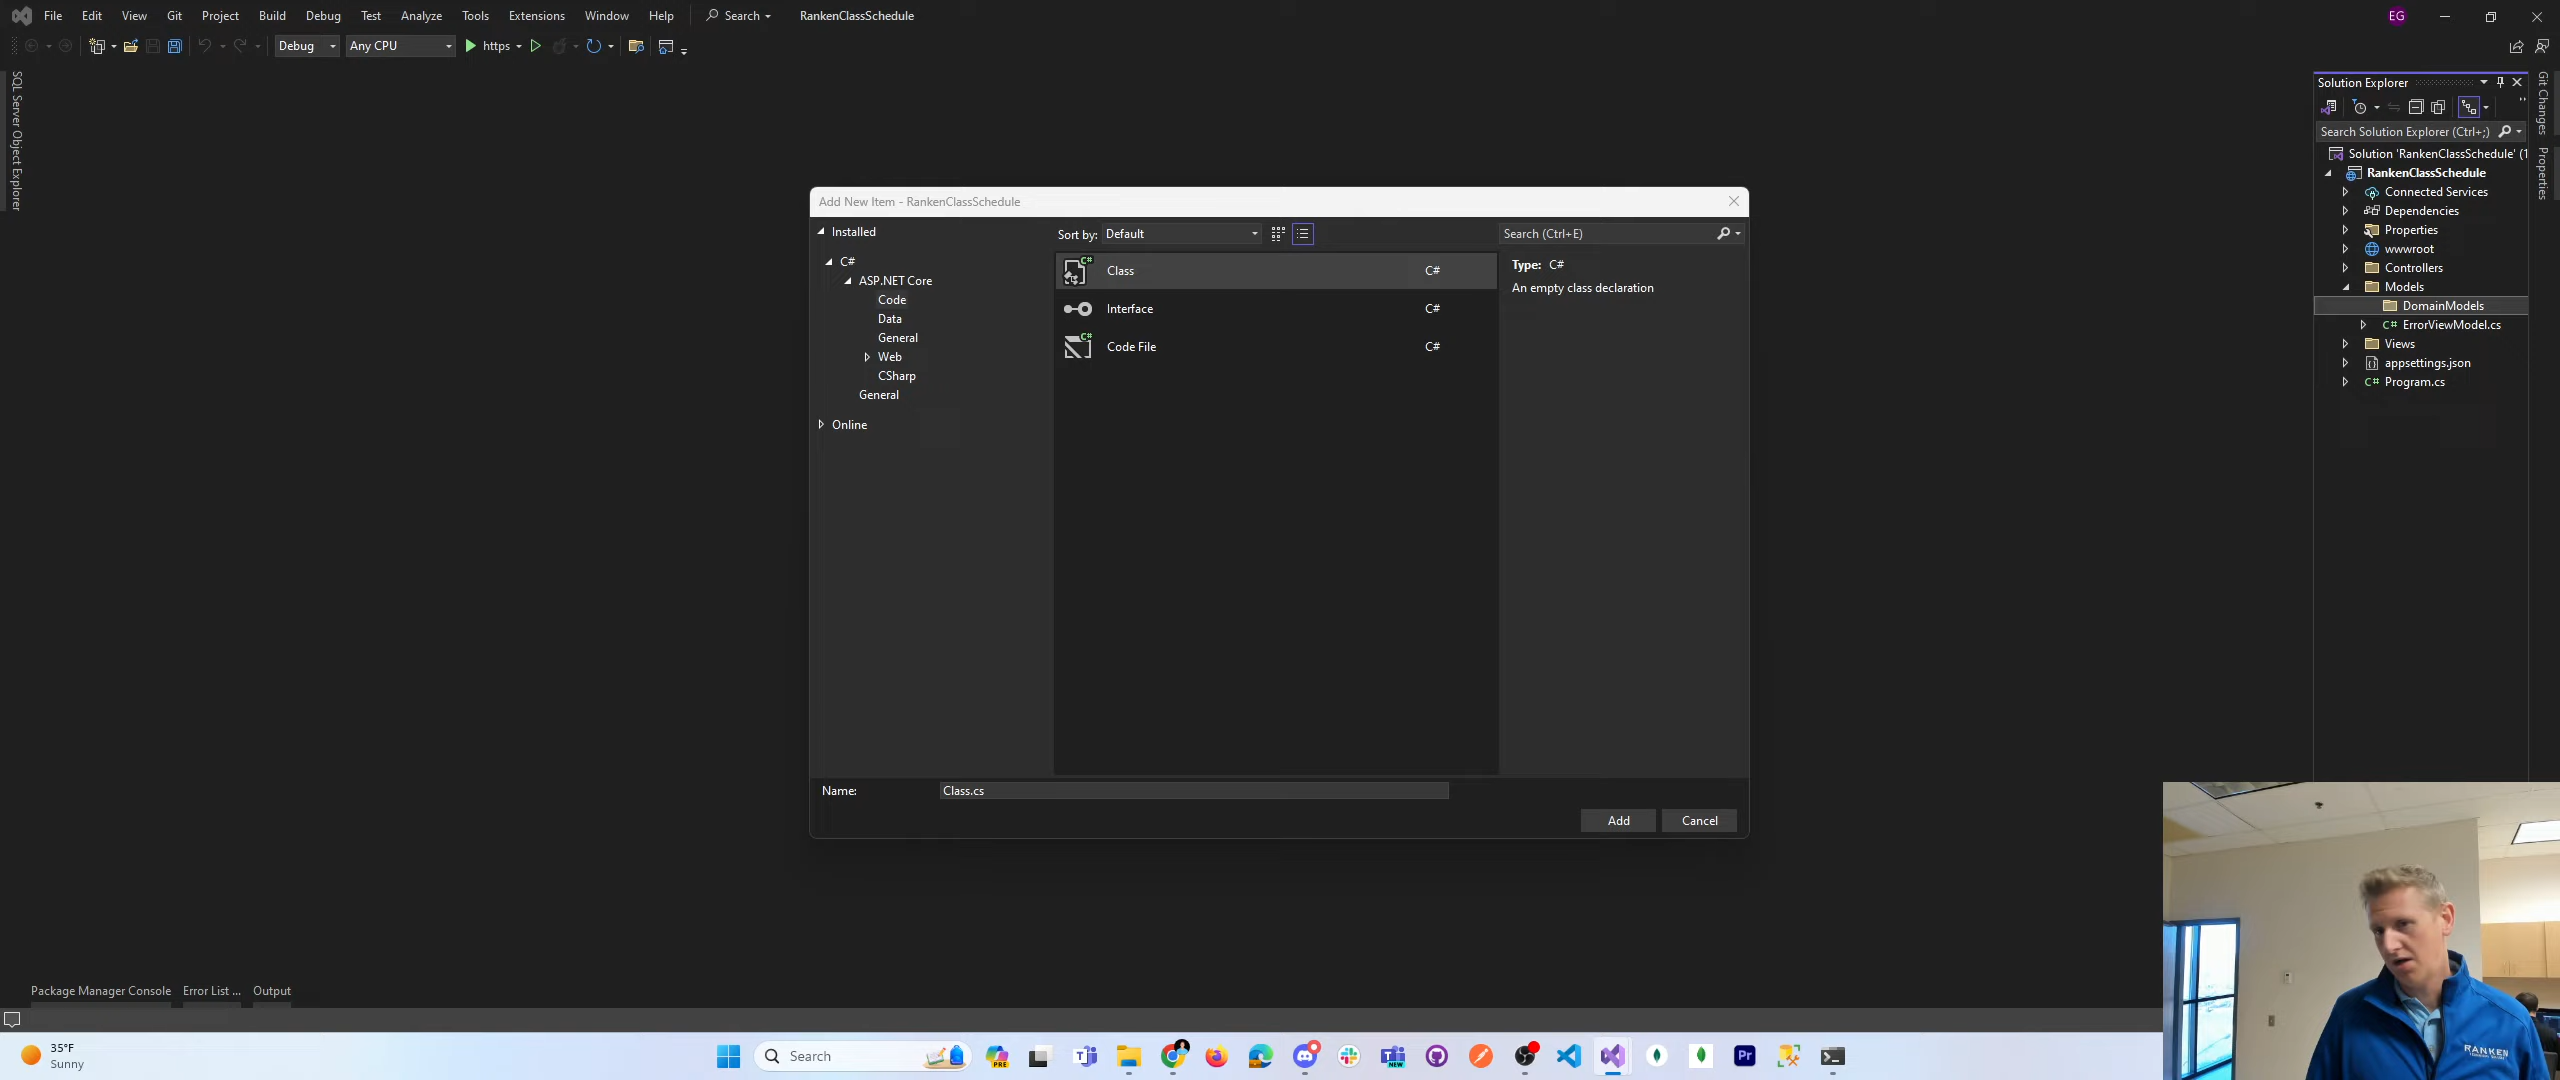 File Edit View Git Project Build Debug Test Analyze Tools Extensions Window Help Search RankenClassSchedule EG
Debug Any CPU https
SQL Server Object Explorer
Solution Explorer
Search Solution Explorer (Ctrl+;)
Solution 'RankenClassSchedule' (1
RankenClassSchedule
Connected Services
Dependencies
Properties
wwwroot
Controllers
Models
DomainModels
C# ErrorViewModel.cs
Views
appsettings.json
C# Program.cs
Git Changes
Properties
Add New Item - RankenClassSchedule
Installed
C#
ASP.NET Core
Code
Data
General
Web
CSharp
General
Online
Sort by: Default
Search (Ctrl+E)
Class C#
Interface C#
Code File C#
Type: C#
An empty class declaration
Name: Class.cs
Add Cancel
Package Manager Console Error List ... Output
35°F
Sunny
Search
PRE
NEW
Pr
RANKEN